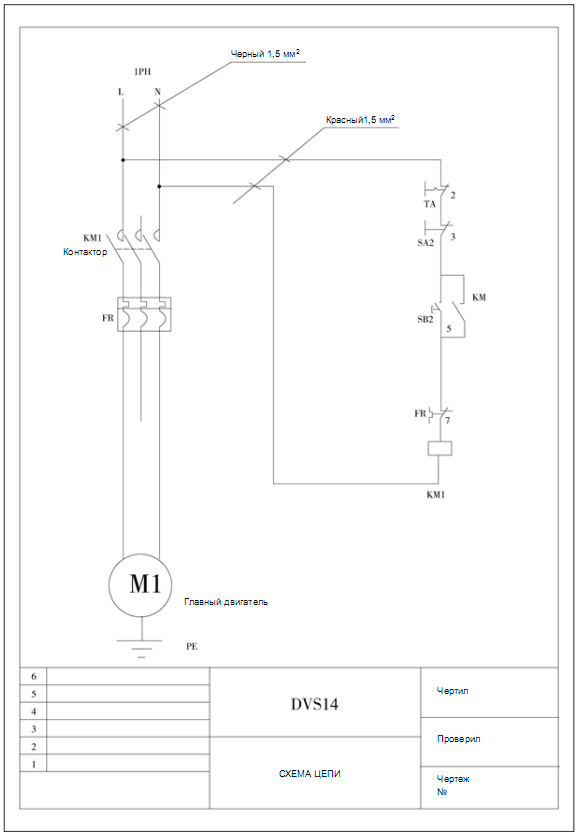 Черный 1,5 мм²
1PH
L N
Красный1,5 мм²
2
TA
3
SA2
KM1
Контактор
KM
SB2
5
FR
FR
7
KM1
M1
Главный двигатель
PE
6
5
4
3
2
1
DVS14
СХЕМА ЦЕПИ
Чертил
Проверил
Чертеж
№